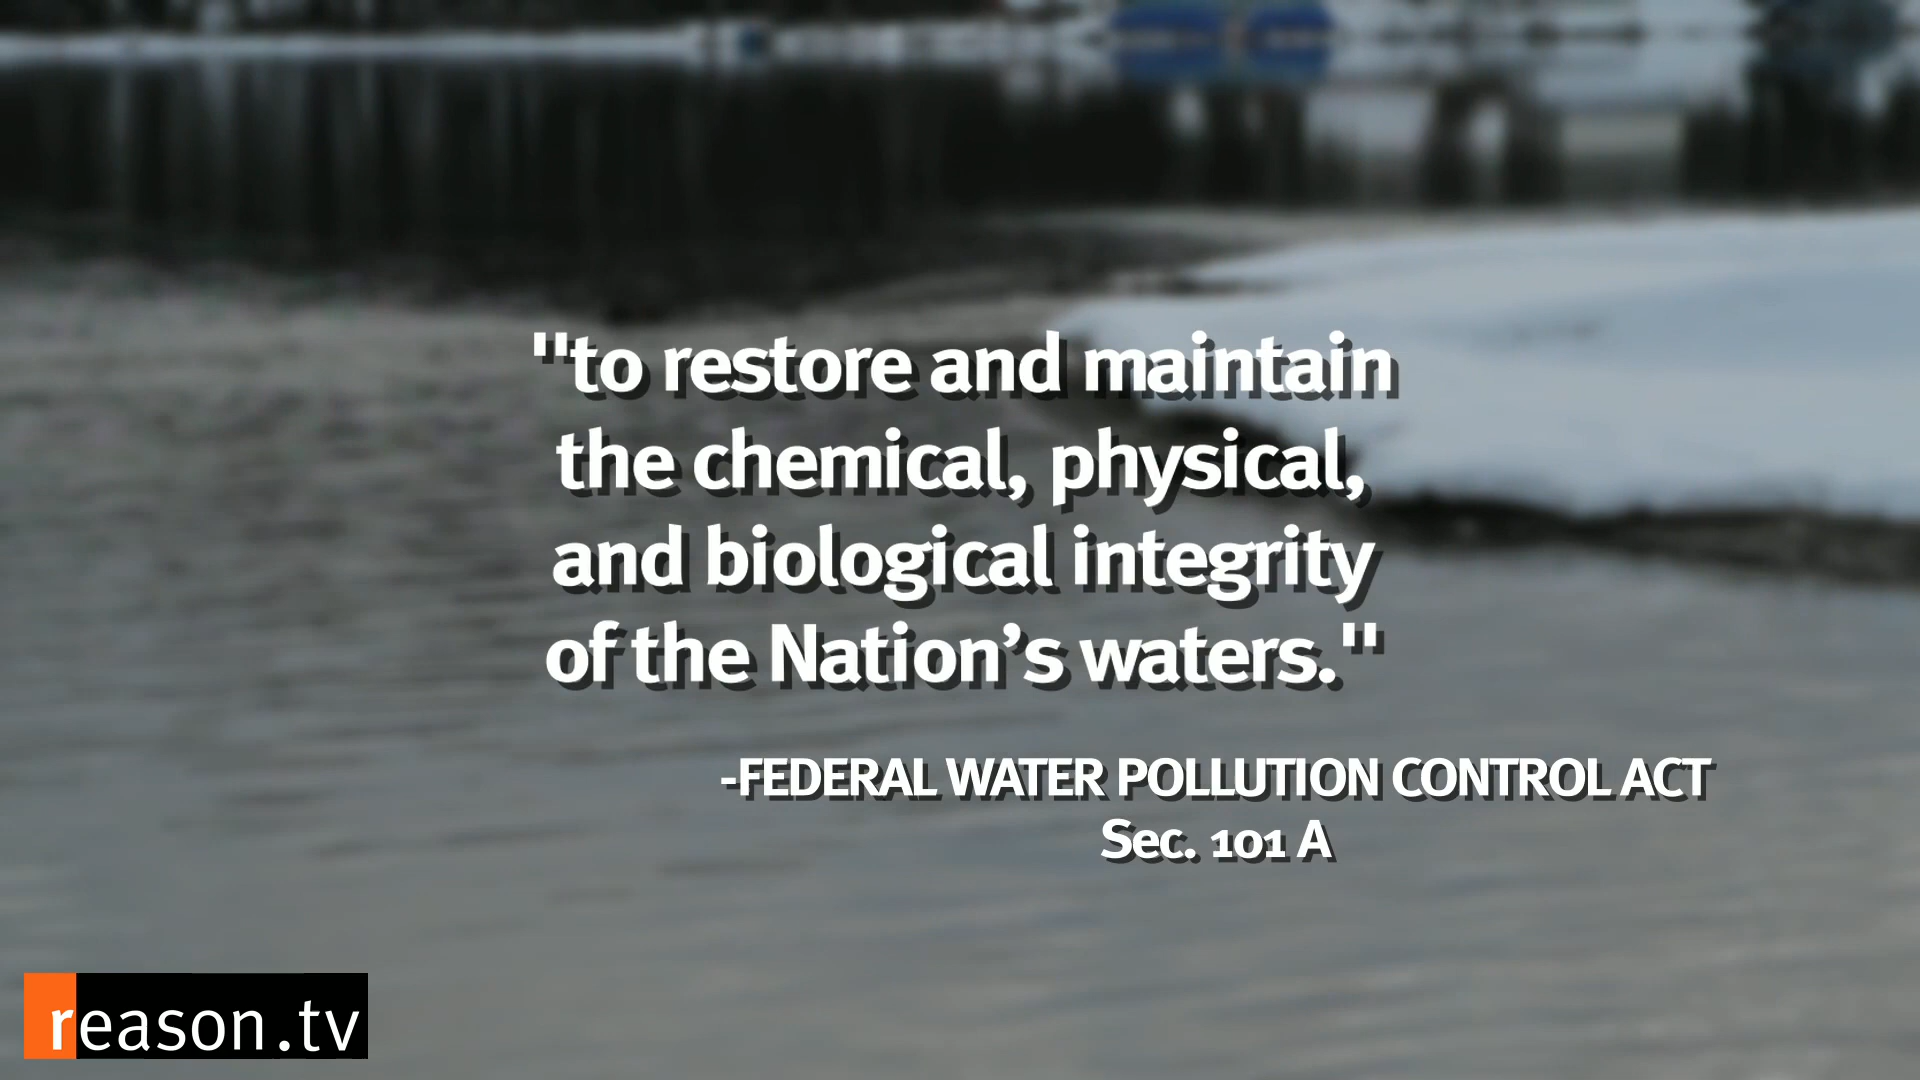 "to restore and maintain
the chemical, physical,
and biological integrity
of the Nation’s waters."
-FEDERAL WATER POLLUTION CONTROL ACT
Sec. 101 A
reason.tv